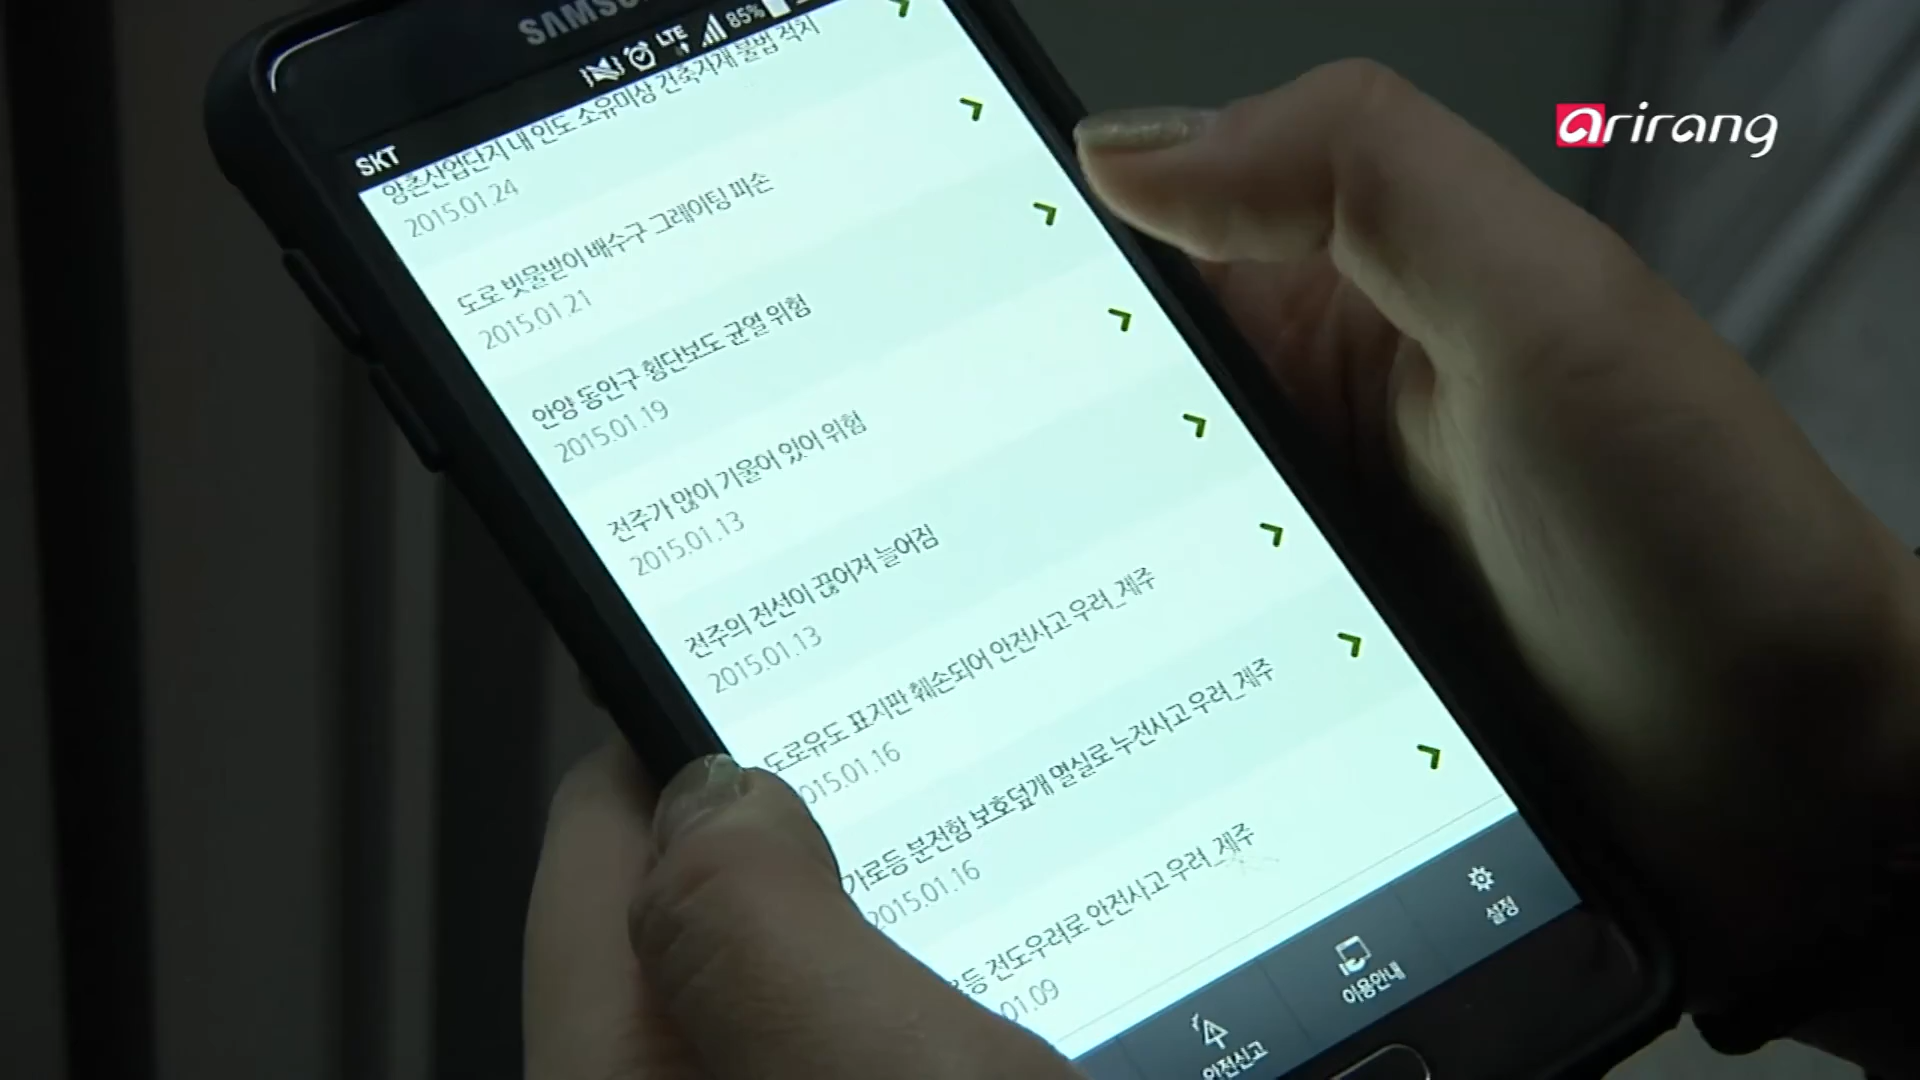 SAMSU
LTE 85%
SKT
양촌산업단지 내 인도 소유미상 건축자재 불법 적치
2015.01.24
도로 빗물받이 배수구 그레이팅 파손
2015.01.21
안양 동안구 횡단보도 균열 위험
2015.01.19
전주가 많이 기울어 있어 위험
2015.01.13
전주의 전선이 끊어져 늘어짐
2015.01.13
도로유도 표지판 훼손되어 안전사고 우려_제주
015.01.16
가로등 분전함 보호덮개 멸실로 누전사고 우려_제주
2015.01.16
로등 전도우려로 안전사고 우려_제주
.01.09
안전신고
이용안내
설정
arirang